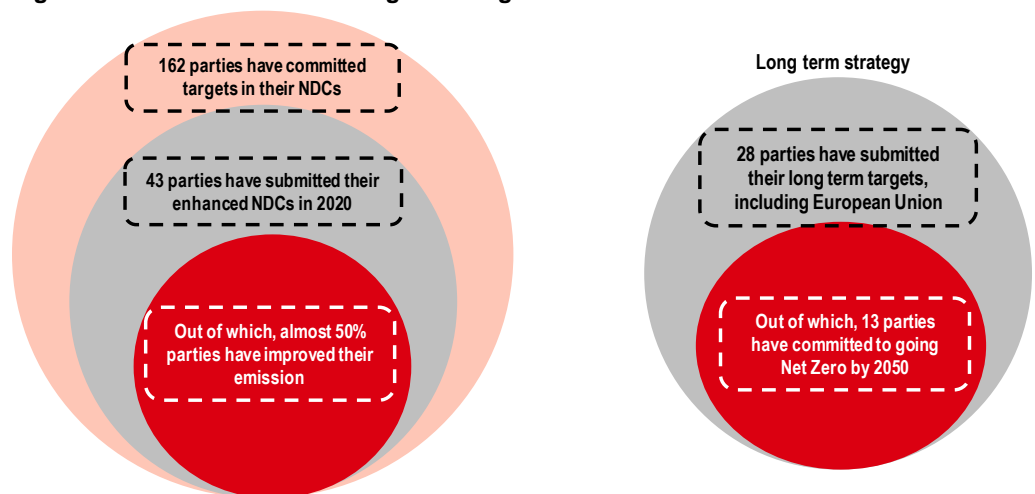 162 parties have committed
targets in their NDCs
43 parties have submitted their
enhanced NDCs in 2020
Out of which, almost 50%
parties have improved their
emission
Long term strategy
28 parties have submitted
their long term targets,
including European Union
Out of which, 13 parties
have committed to going
Net Zero by 2050